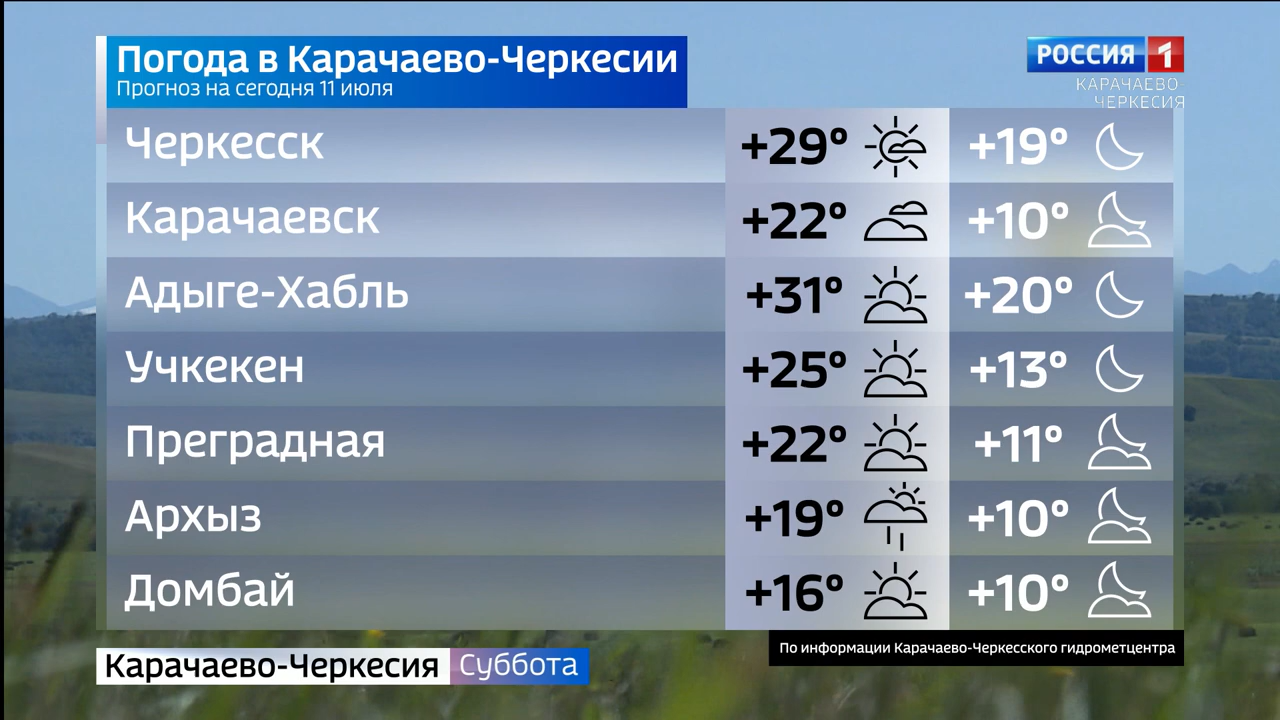 Погода в Карачаево-Черкесии
Прогноз на сегодня 11 июля
РОССИЯ 1
КАРАЧАЕВО-
ЧЕРКЕСИЯ
Черкесск +29° +19°
Карачаевск +22° +10°
Адыге-Хабль +31° +20°
Учкекен +25° +13°
Преградная +22° +11°
Архыз +19° +10°
Домбай +16° +10°
По информации Карачаево-Черкесского гидрометцентра
Карачаево-Черкесия Суббота